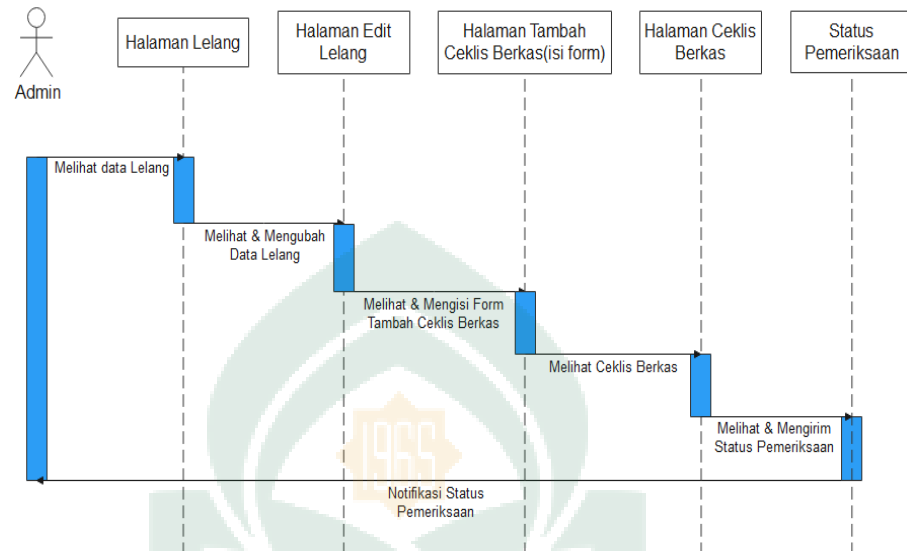 Admin
Halaman Lelang
Halaman Edit
Lelang
Halaman Tambah
Ceklis Berkas(isi form)
Halaman Ceklis
Berkas
Status
Pemeriksaan
Melihat data Lelang
Melihat & Mengubah
Data Lelang
Melihat & Mengisi Form
Tambah Ceklis Berkas
Melihat Ceklis Berkas
Melihat & Mengirim
Status Pemeriksaan
Notifikasi Status
Pemeriksaan
1965